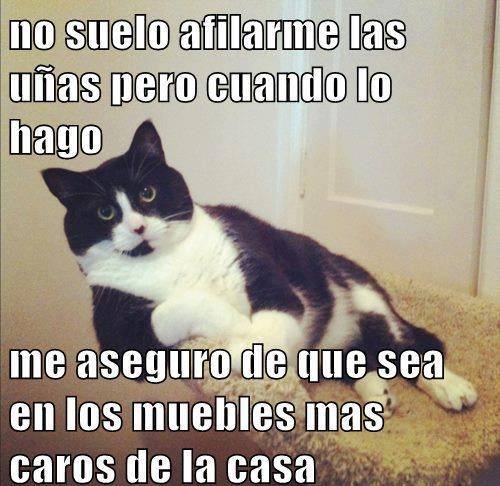 no suelo afilarme las
uñas pero cuando lo
hago
me aseguro de que sea
en los muebles mas
caros de la casa